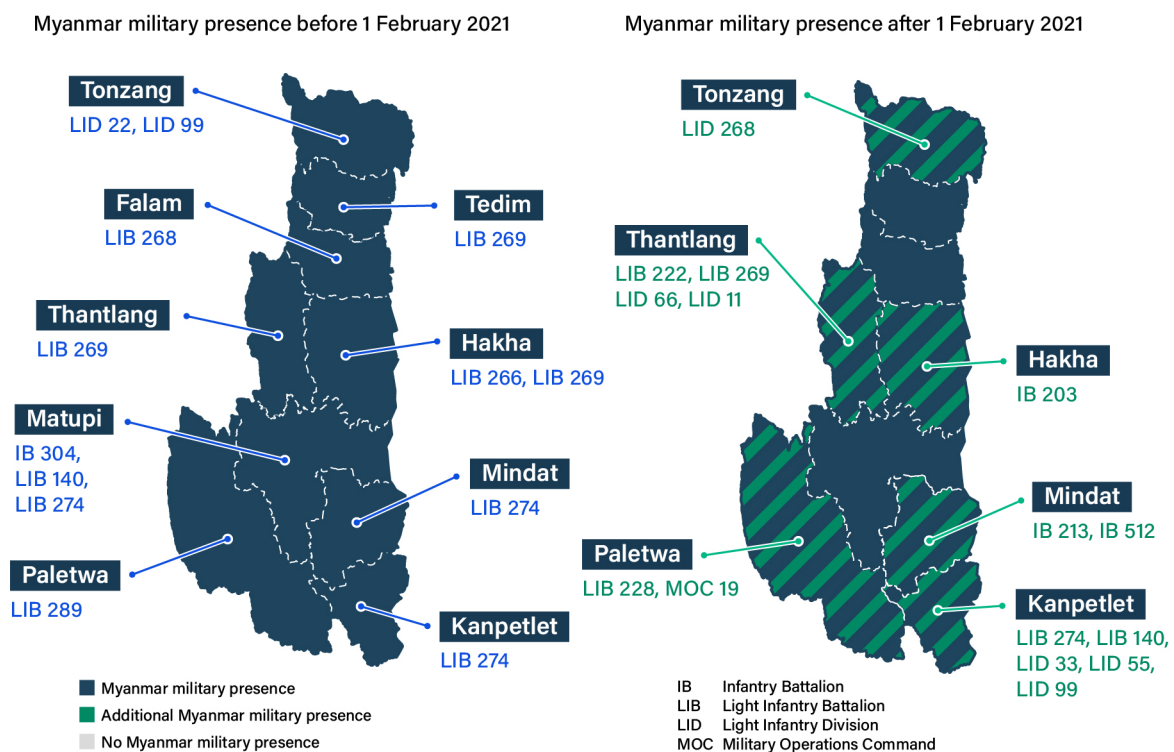 Myanmar military presence before 1 February 2021
Tonzang
LID 22, LID 99
Falam
LIB 268
Tedim
LIB 269
Thantlang
LIB 269
Hakha
LIB 266, LIB 269
Matupi
IB 304,
LIB 140,
LIB 274
Mindat
LIB 274
Paletwa
LIB 289
Kanpetlet
LIB 274
Myanmar military presence
Additional Myanmar military presence
No Myanmar military presence
Myanmar military presence after 1 February 2021
Tonzang
LID 268
Thantlang
LIB 222, LIB 269
LID 66, LID 11
Hakha
IB 203
Mindat
IB 213, IB 512
Paletwa
LIB 228, MOC 19
Kanpetlet
LIB 274, LIB 140,
LID 33, LID 55,
LID 99
IB Infantry Battalion
LIB Light Infantry Battalion
LID Light Infantry Division
MOC Military Operations Command